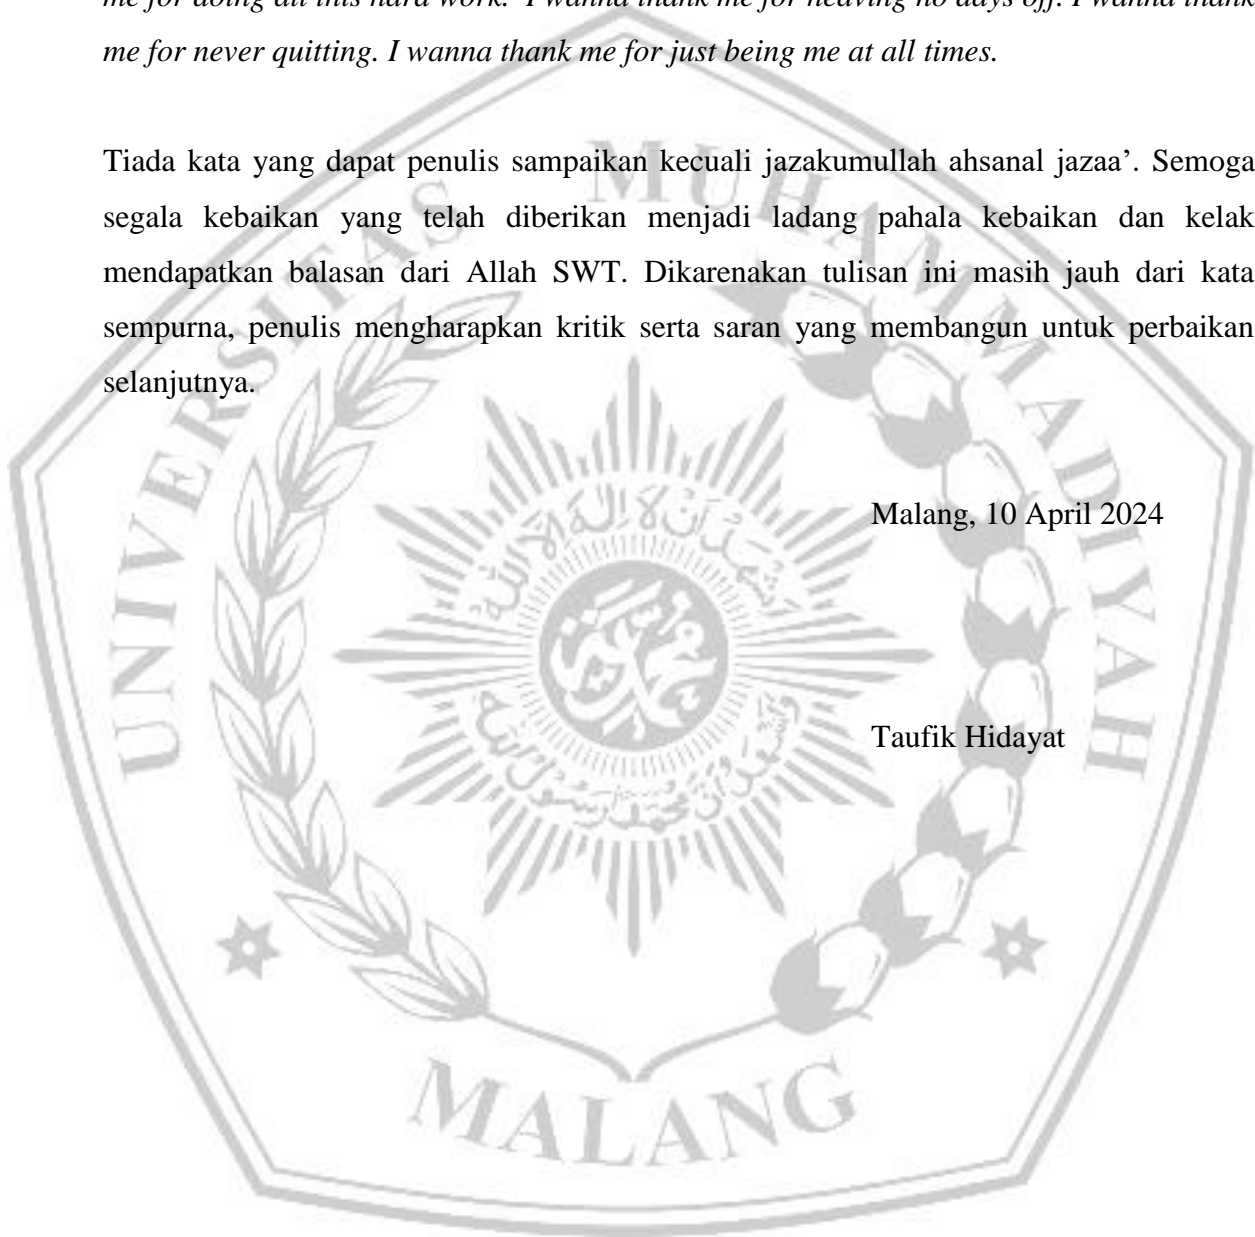 me for doing all this hard work. I wanna thank me for heaving no days off. I wanna thank
me for never quitting. I wanna thank me for just being me at all times.
Tiada kata yang dapat penulis sampaikan kecuali jazakumullah ahsanal jazaa’. Semoga
segala kebaikan yang telah diberikan menjadi ladang pahala kebaikan dan kelak
mendapatkan balasan dari Allah SWT. Dikarenakan tulisan ini masih jauh dari kata
sempurna, penulis mengharapkan kritik serta saran yang membangun untuk perbaikan
selanjutnya.
Malang, 10 April 2024
Taufik Hidayat
UNIVERSITAS MUHAMMADIYAH
MALANG